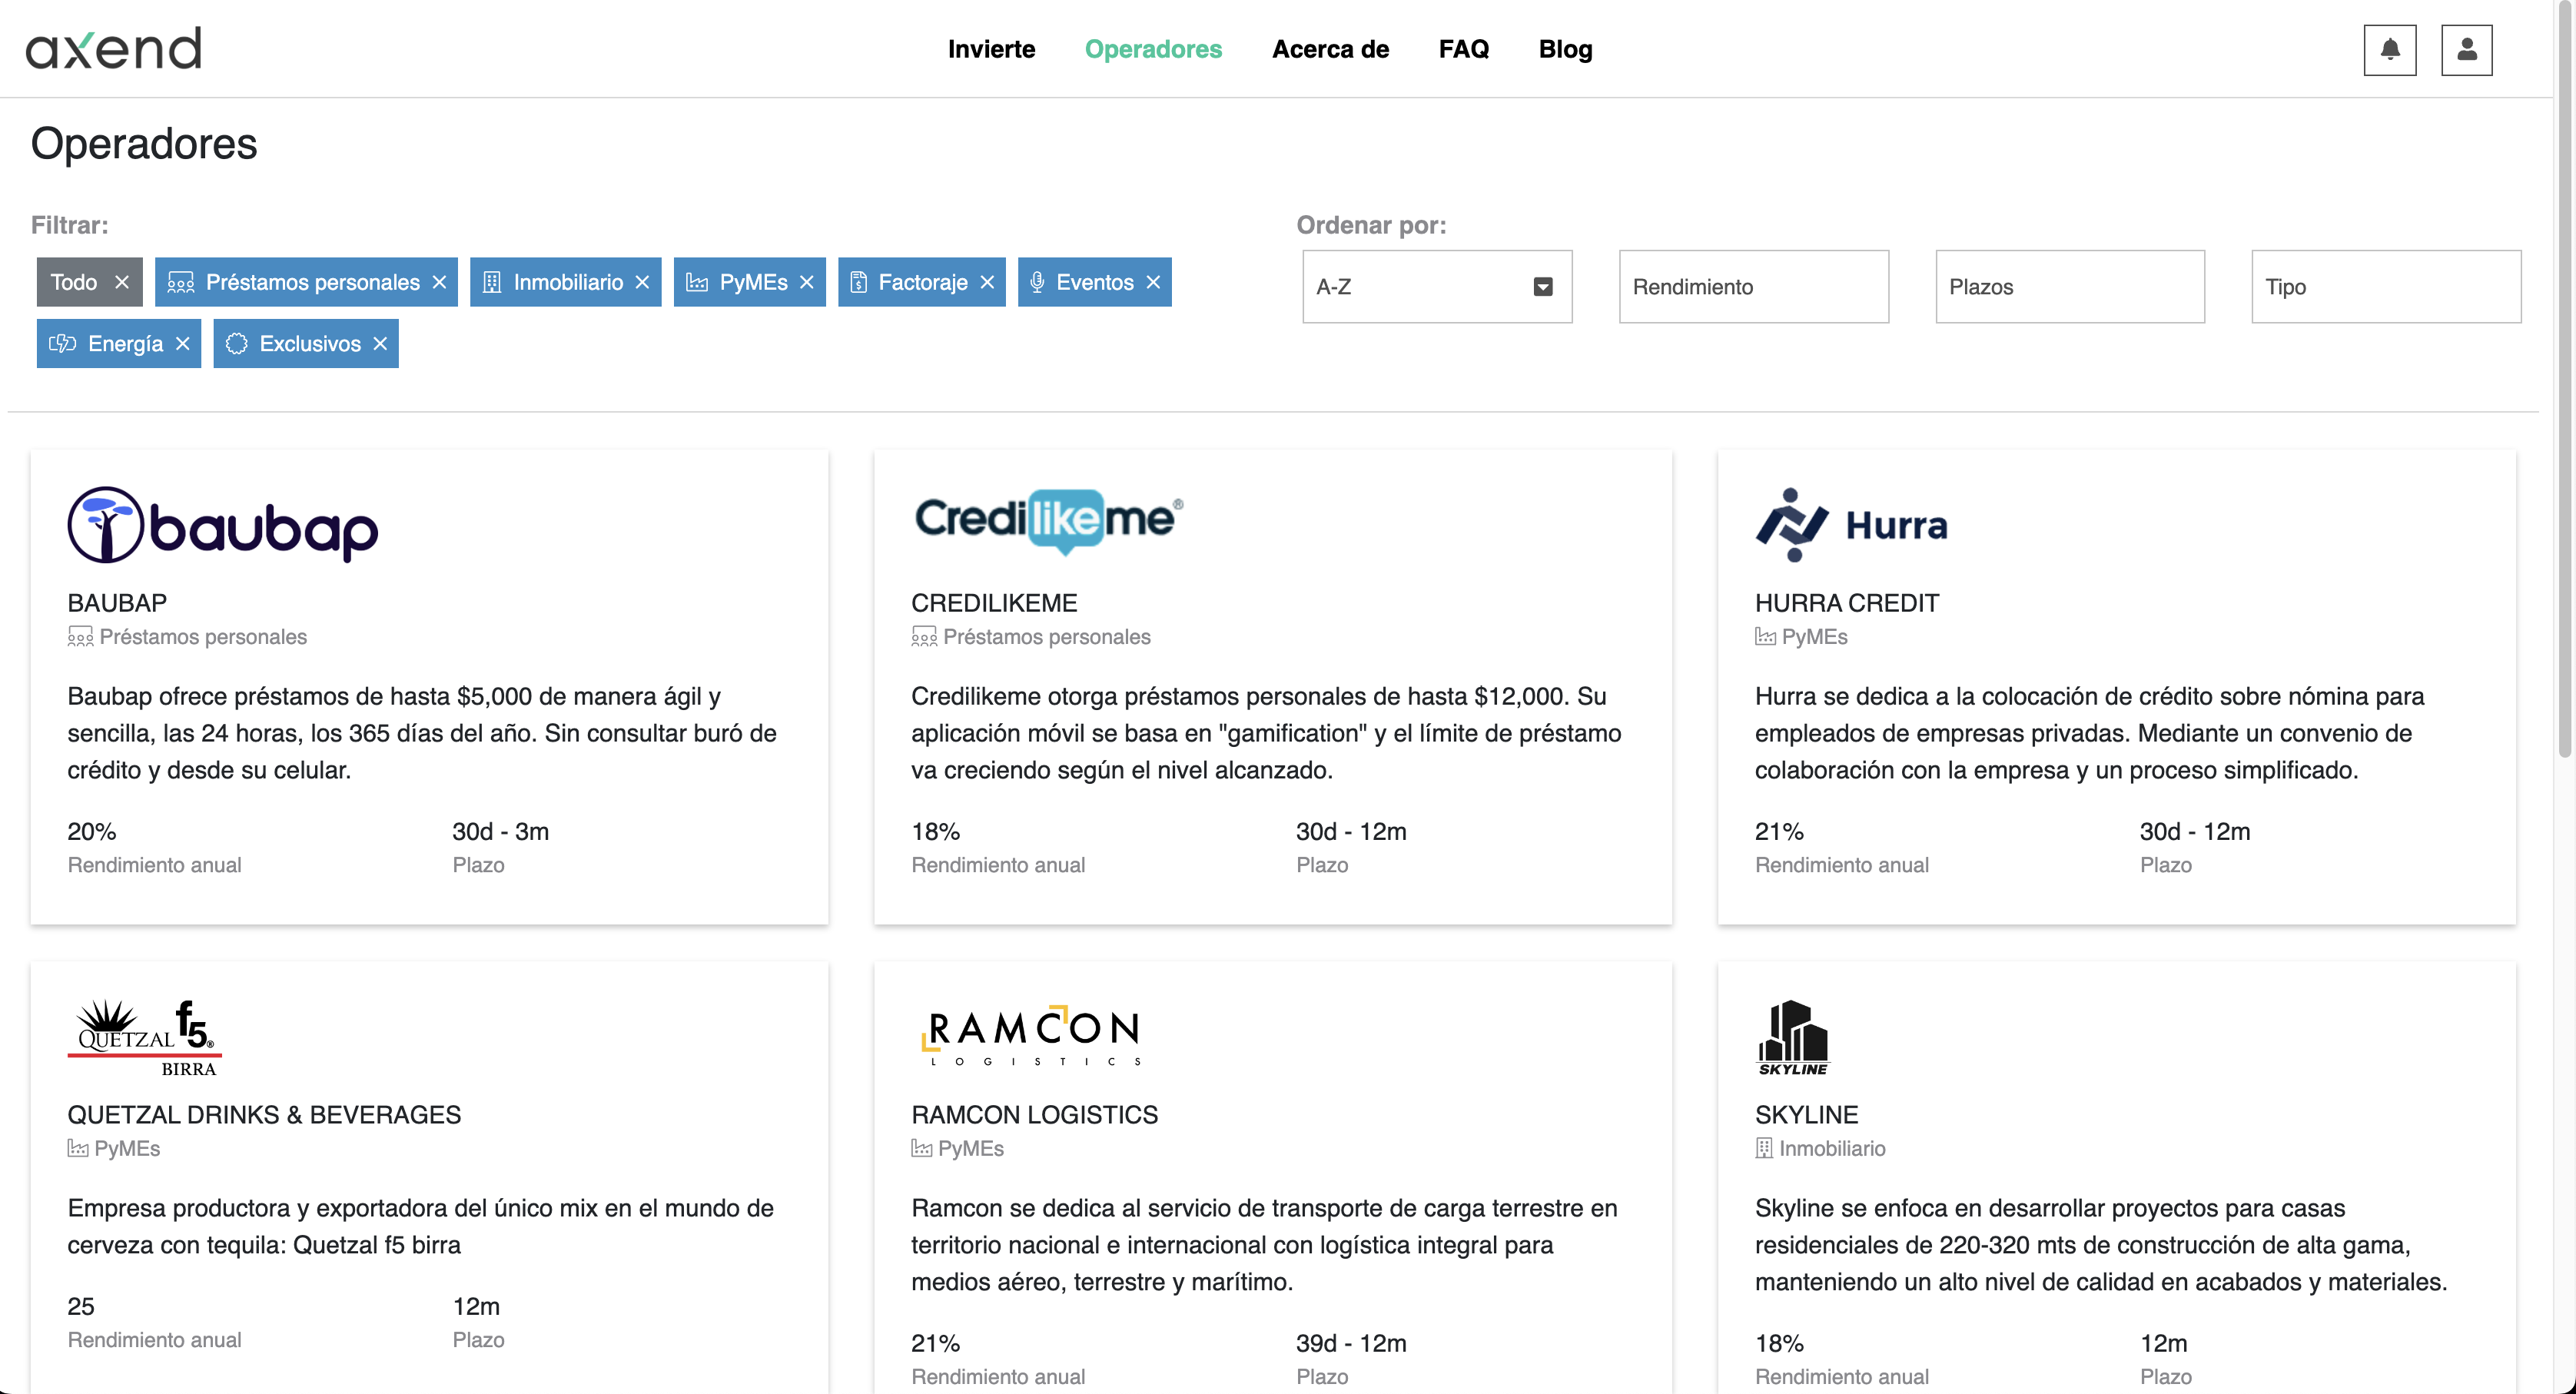 axend
Invierte
Operadores
Acerca de
FAQ
Blog
Operadores
Filtrar:
Todo
Préstamos personales
Inmobiliario
PyMEs
Factoraje
Eventos
Energía
Exclusivos
Ordenar por:
A-Z
Rendimiento
Plazos
Tipo
baubap
BAUBAP
Préstamos personales
Baubap ofrece préstamos de hasta $5,000 de manera ágil y
sencilla, las 24 horas, los 365 días del año. Sin consultar buró de
crédito y desde su celular.
20%
Rendimiento anual
30d - 3m
Plazo
Credilikeme®
CREDILIKEME
Préstamos personales
Credilikeme otorga préstamos personales de hasta $12,000. Su
aplicación móvil se basa en "gamification" y el límite de préstamo
va creciendo según el nivel alcanzado.
18%
Rendimiento anual
30d - 12m
Plazo
Hurra
HURRA CREDIT
PyMEs
Hurra se dedica a la colocación de crédito sobre nómina para
empleados de empresas privadas. Mediante un convenio de
colaboración con la empresa y un proceso simplificado.
21%
Rendimiento anual
30d - 12m
Plazo
QUETZAL f5®
BIRRA
QUETZAL DRINKS & BEVERAGES
PyMEs
Empresa productora y exportadora del único mix en el mundo de
cerveza con tequila: Quetzal f5 birra
25
Rendimiento anual
12m
Plazo
RAMCON
LOGISTICS
RAMCON LOGISTICS
PyMEs
Ramcon se dedica al servicio de transporte de carga terrestre en
territorio nacional e internacional con logística integral para
medios aéreo, terrestre y marítimo.
21%
Rendimiento anual
39d - 12m
Plazo
SKYLINE
SKYLINE
Inmobiliario
Skyline se enfoca en desarrollar proyectos para casas
residenciales de 220-320 mts de construcción de alta gama,
manteniendo un alto nivel de calidad en acabados y materiales.
18%
Rendimiento anual
12m
Plazo